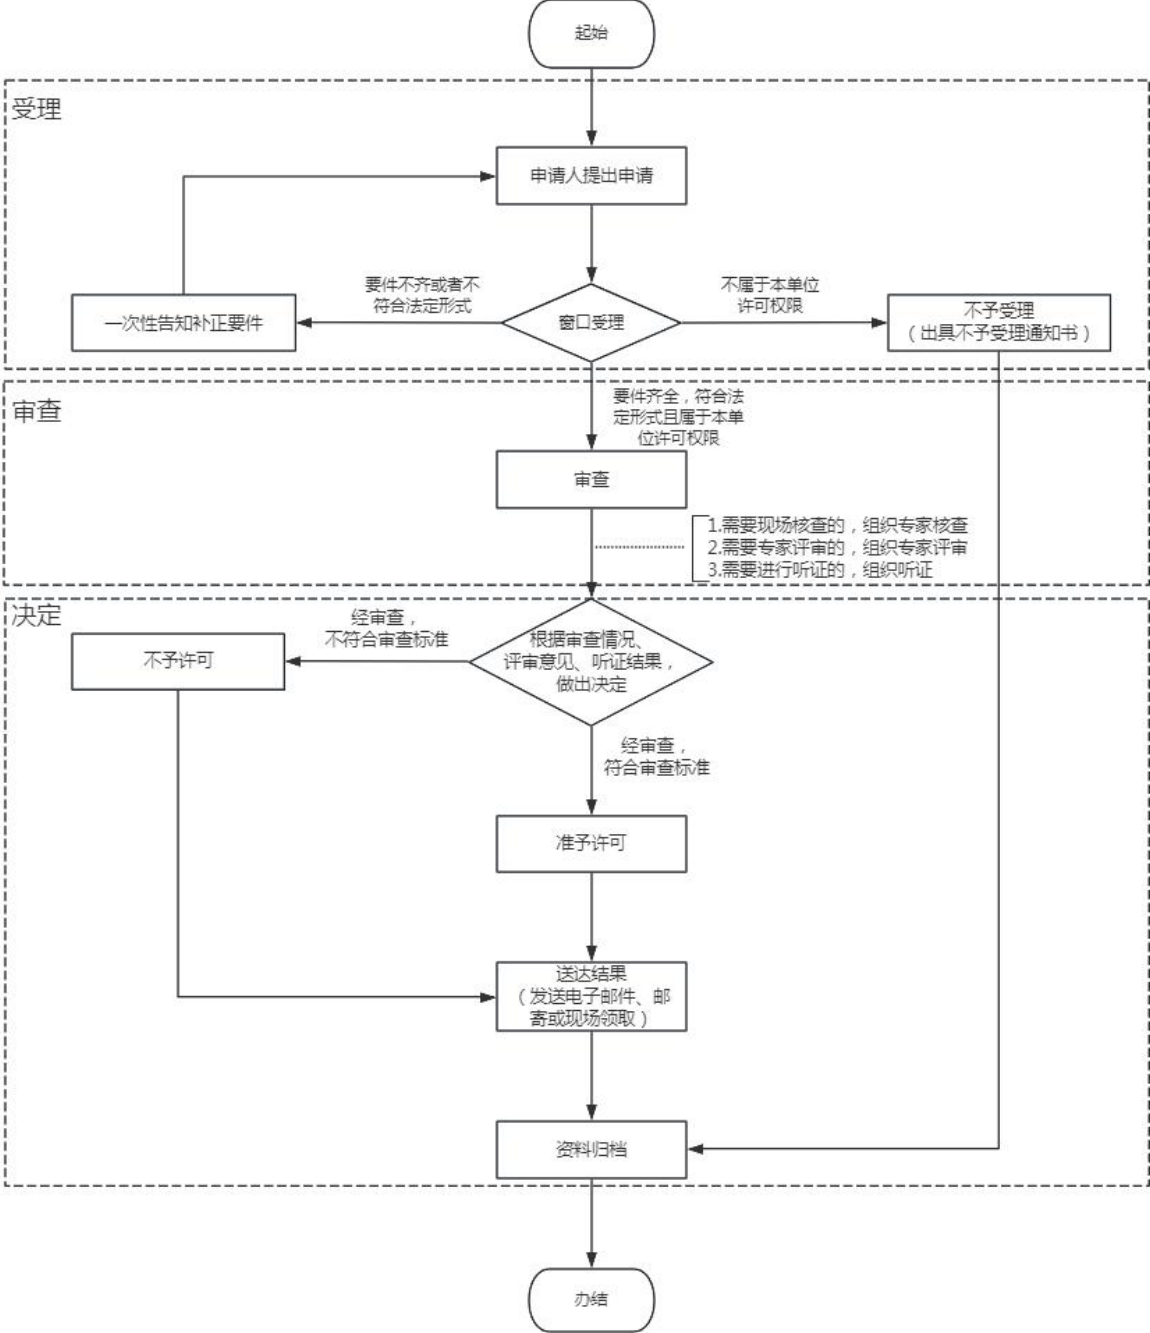 起始
受理
申请人提出申请
要件不齐或者不
符合法定形式
不属于本单位
许可权限
一次性告知补正要件
窗口受理
不予受理
（出具不予受理通知书）
审查
要件齐全，符合法
定形式且属于本单
位许可权限
审查
1.需要现场核查的，组织专家核查
2.需要专家评审的，组织专家评审
3.需要进行听证的，组织听证
决定
经审查，
不符合审查标准
不予许可
根据审查情况、
评审意见、听证结果，
做出决定
经审查，
符合审查标准
准予许可
送达结果
（发送电子邮件、邮
寄或现场领取）
资料归档
办结